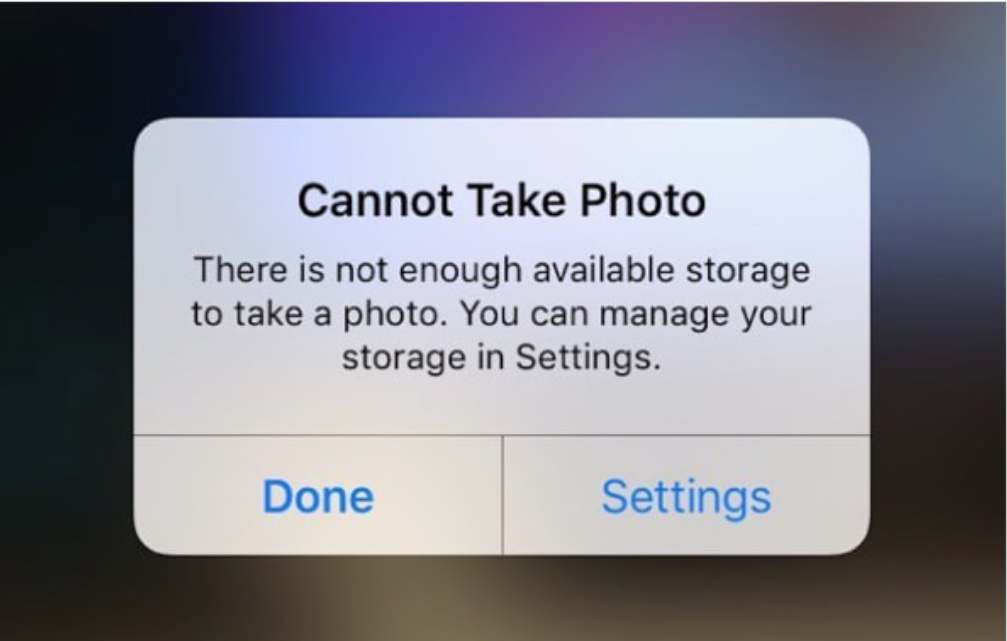 Cannot Take Photo
There is not enough available storage
to take a photo. You can manage your
storage in Settings.
Done
Settings